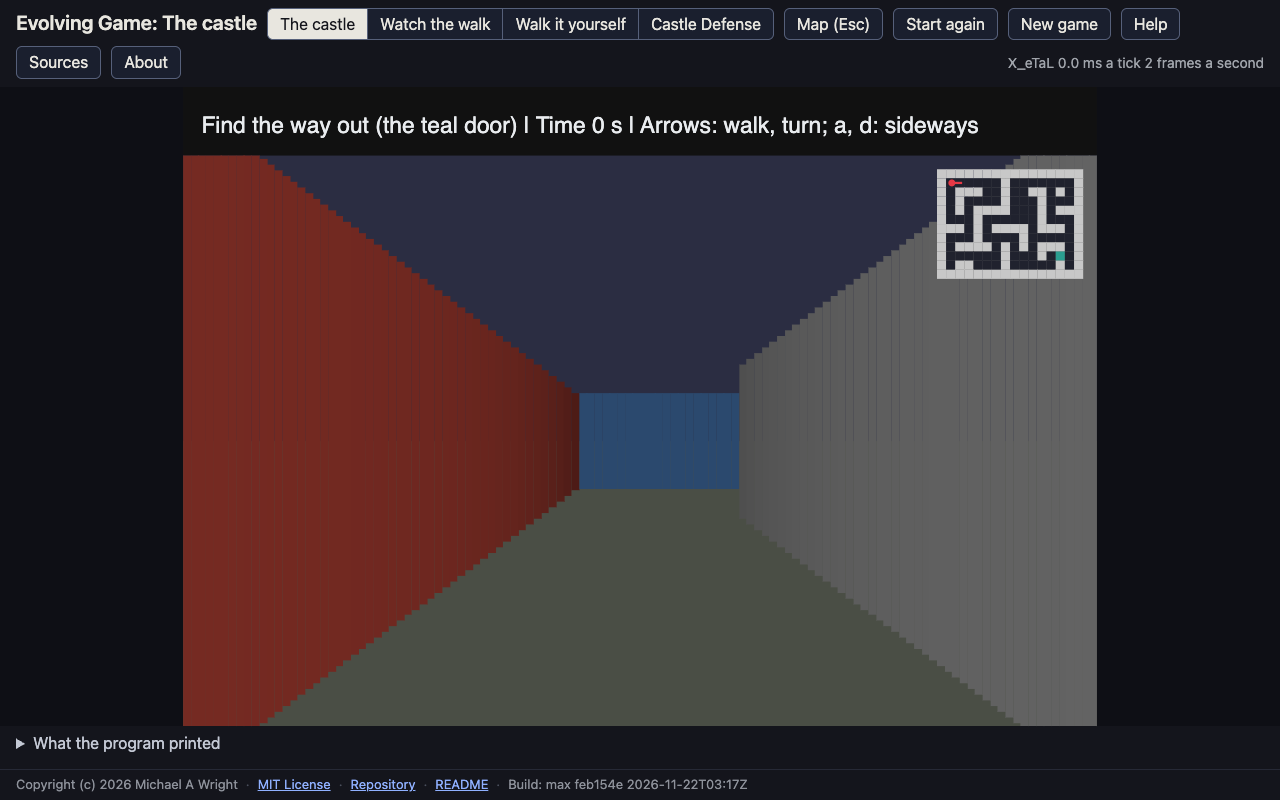 Evolving Game: The castle
The castle
Watch the walk
Walk it yourself
Castle Defense
Map (Esc)
Start again
New game
Help
Sources
About
X_eTaL 0.0 ms a tick 2 frames a second
Find the way out (the teal door) | Time 0 s | Arrows: walk, turn; a, d: sideways
What the program printed
Copyright (c) 2026 Michael A Wright · MIT License · Repository · README · Build: max feb154e 2026-11-22T03:17Z